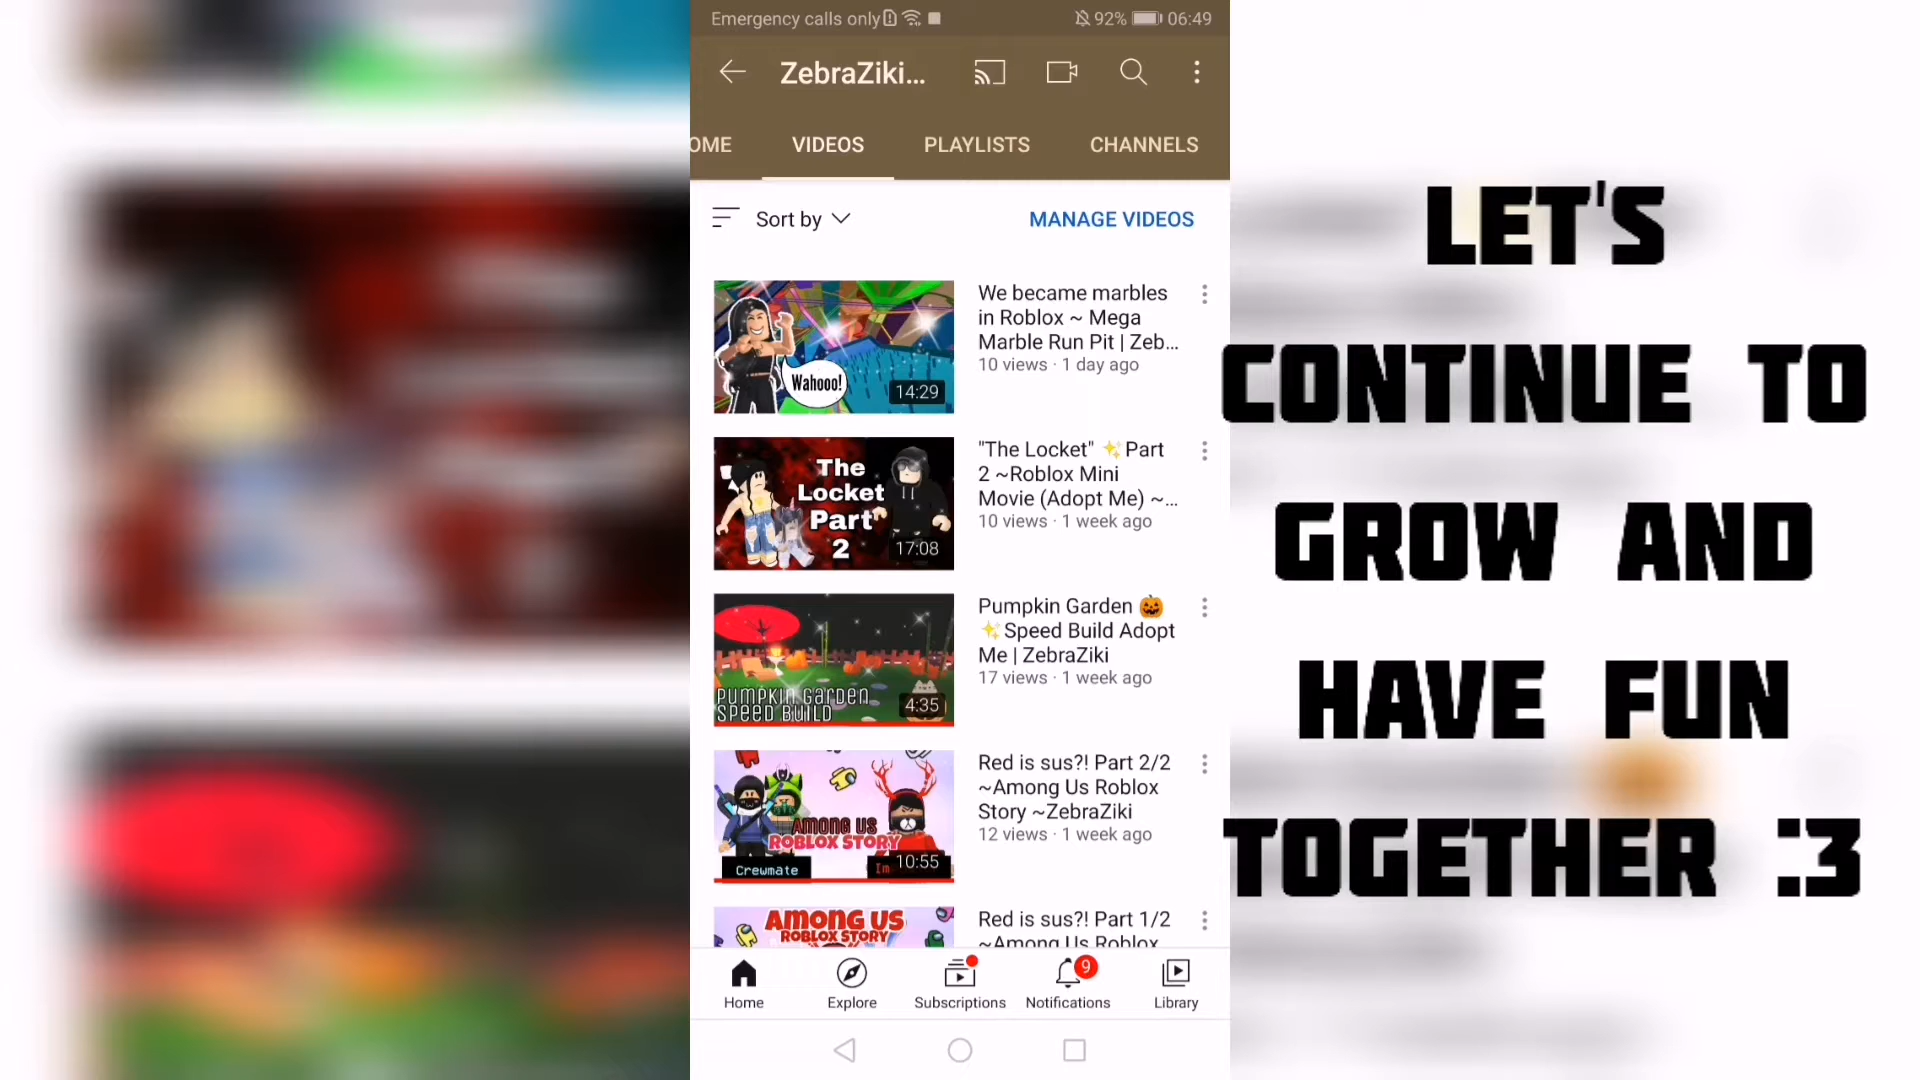 Emergency calls only
92%
06:49
ZebraZiki...
OME
VIDEOS
PLAYLISTS
CHANNELS
Sort by
MANAGE VIDEOS
Wahooo!
14:29
We became marbles
in Roblox ~ Mega
Marble Run Pit | Zeb...
10 views · 1 day ago
The
Locket
Part
2
17:08
"The Locket" ✨Part
2 ~Roblox Mini
Movie (Adopt Me) ~...
10 views · 1 week ago
Pumpkin Garden
Speed Build
4:35
Pumpkin Garden 🎃
✨Speed Build Adopt
Me | ZebraZiki
17 views · 1 week ago
AMONG US
ROBLOX STORY
Crewmate
Im
10:55
Red is sus?! Part 2/2
~Among Us Roblox
Story ~ZebraZiki
12 views · 1 week ago
AMONG US
ROBLOX STORY
Red is sus?! Part 1/2
~Among Us Roblox
Home
Explore
Subscriptions
9
Notifications
Library
LET'S
CONTINUE TO
GROW AND
HAVE FUN
TOGETHER :3